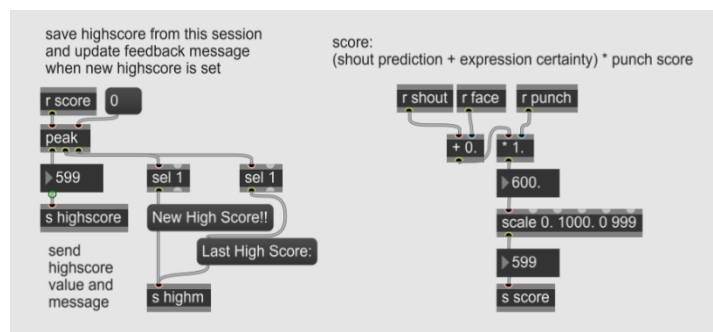 save highscore from this session
and update feedback message
when new highscore is set
r score
0
peak
599
sel 1
sel 1
s highscore
New High Score!!
Last High Score:
send
highscore
value and
message
s highm
score:
(shout prediction + expression certainty) * punch score
r shout
r face
r punch
+ 0.
* 1.
600.
scale 0. 1000. 0 999
599
s score